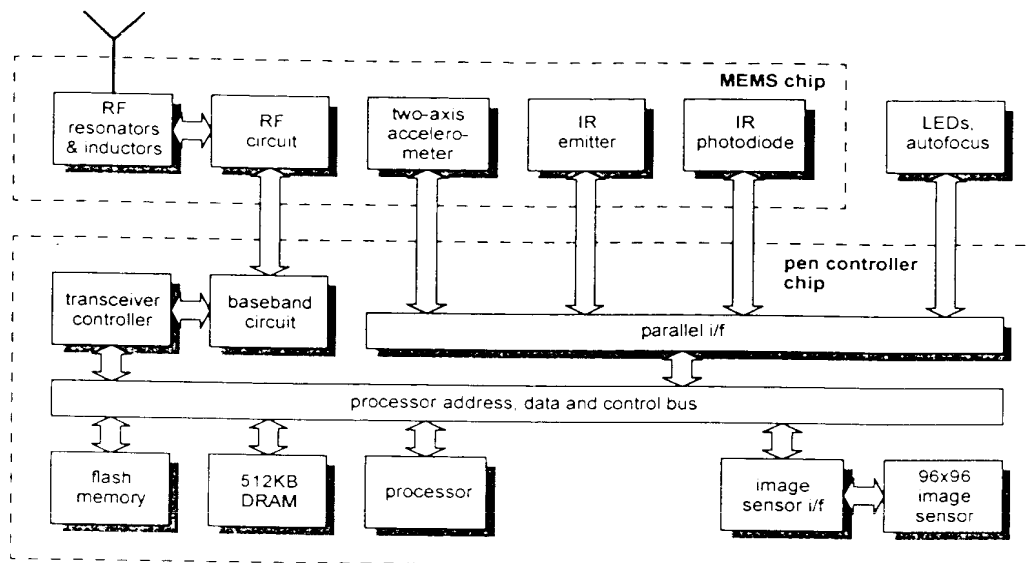 MEMS chip
RF
resonators
& inductors
RF
circuit
two-axis
accelero-
meter
IR
emitter
IR
photodiode
LEDs,
autofocus
pen controller
chip
transceiver
controller
baseband
circuit
parallel i/f
processor address, data and control bus
flash
memory
512KB
DRAM
processor
image
sensor i/f
96x96
image
sensor